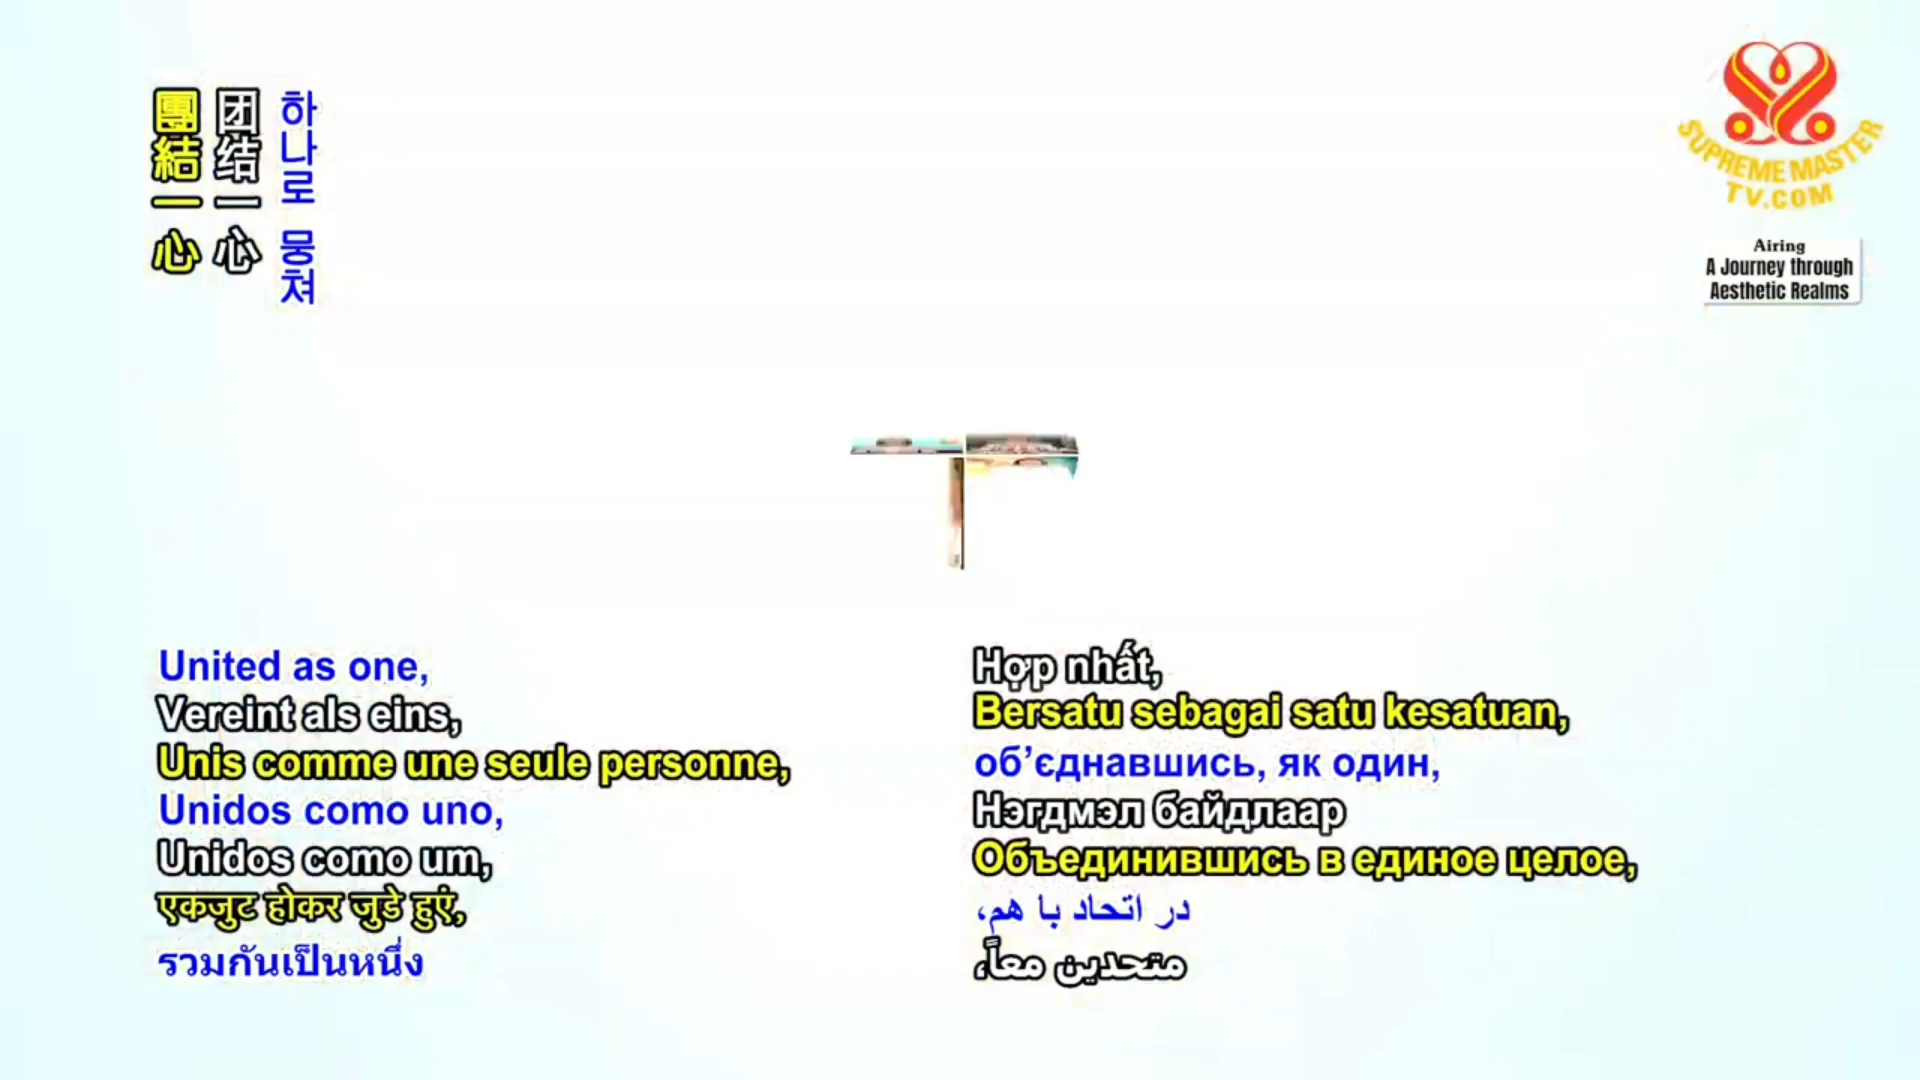 團結一心
团结一心
하나로 뭉쳐
SUPREME MASTER
TV.COM
Airing
A Journey through
Aesthetic Realms
United as one,
Vereint als eins,
Unis comme une seule personne,
Unidos como uno,
Unidos como um,
एकजुट होकर जुडे हुएं,
รวมกันเป็นหนึ่ง
Hợp nhất,
Bersatu sebagai satu kesatuan,
об’єднавшись, як один,
Нэгдмэл байдлаар
Объединившись в единое целое,
در اتحاد با هم،
متحدين معاً،